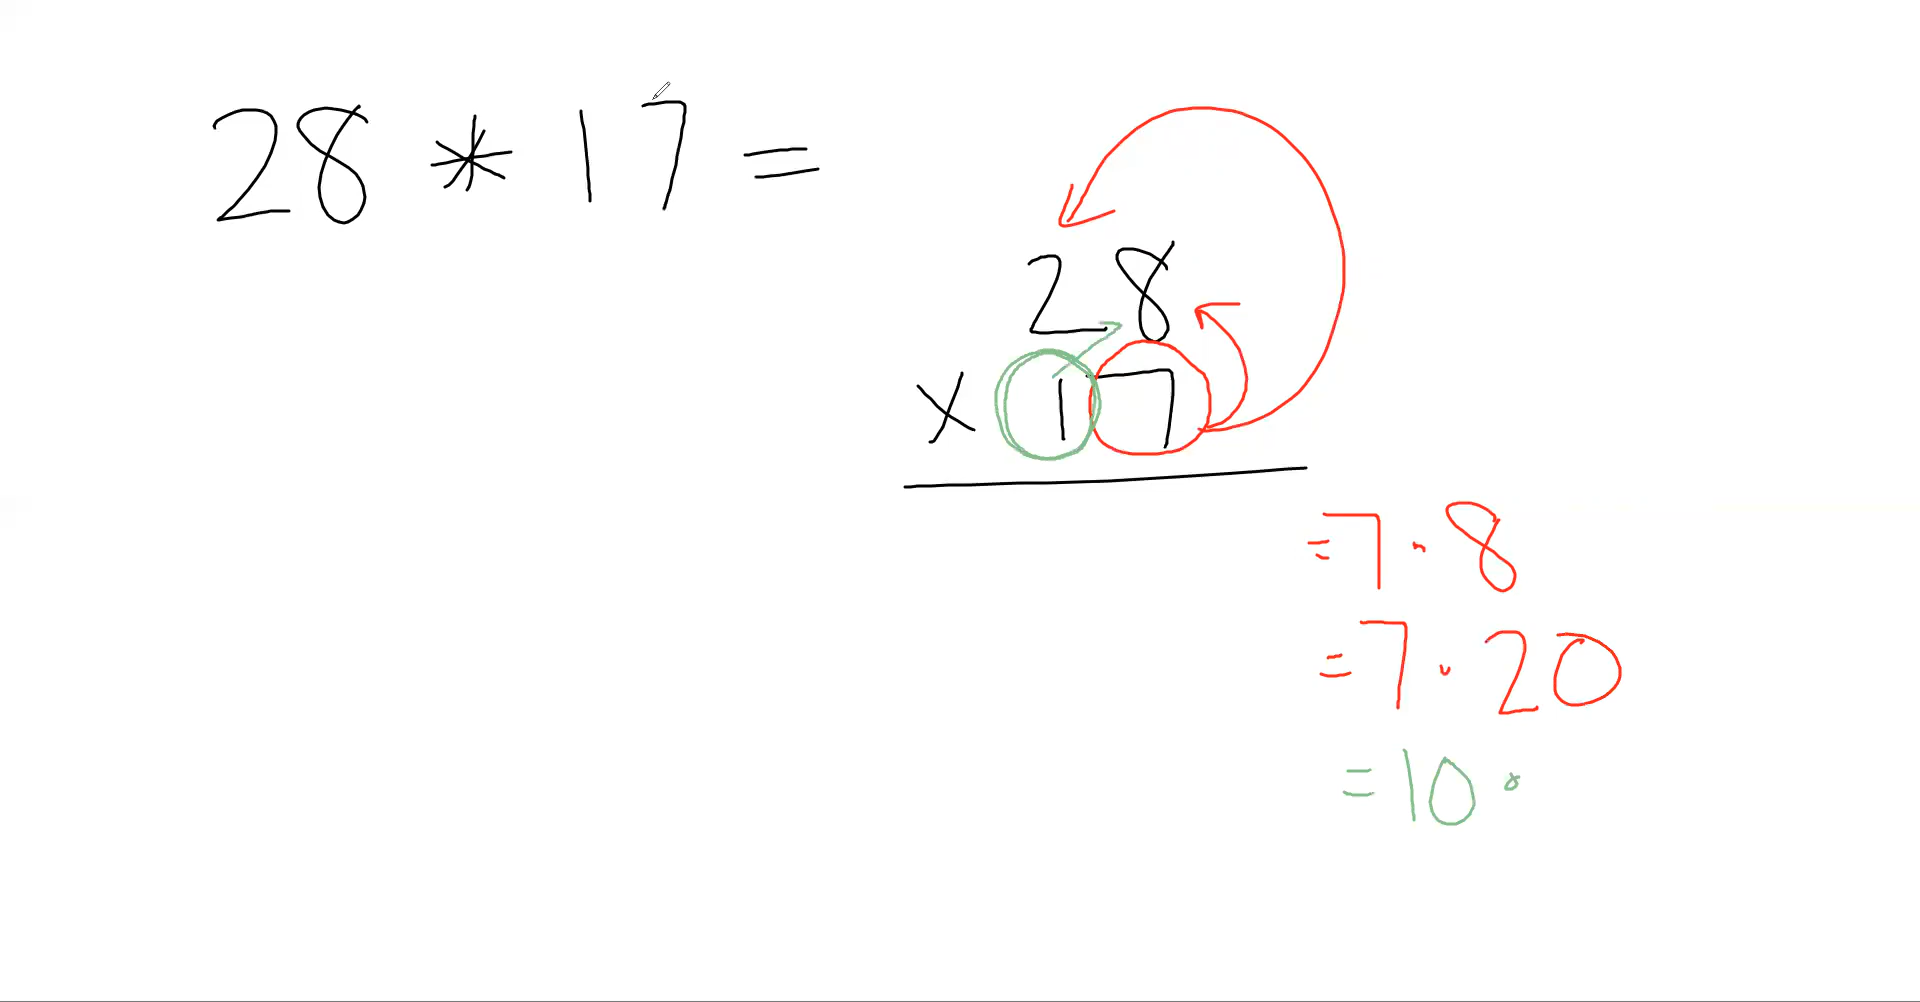 28 * 17 =
28
x 17
= 7 · 8
= 7 · 20
= 10 ·